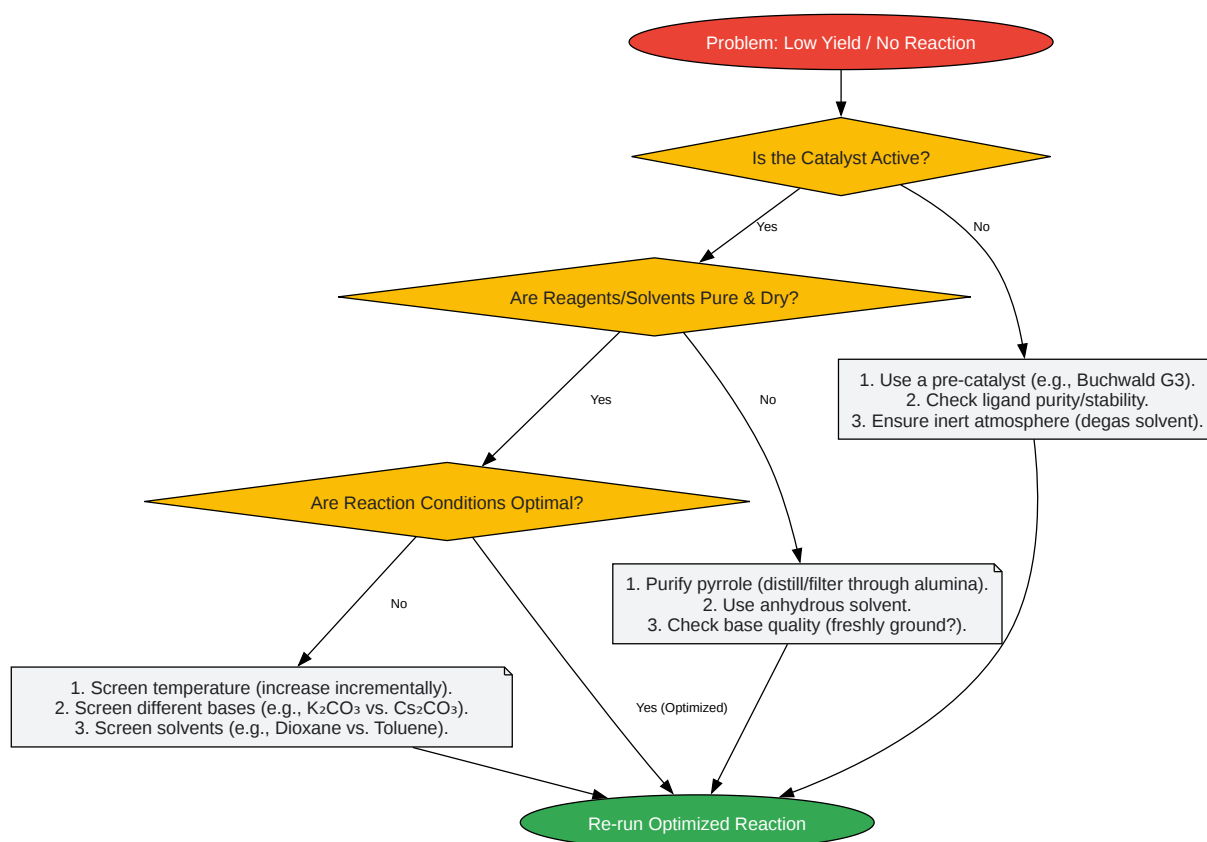 Problem: Low Yield / No Reaction
Is the Catalyst Active?
Yes
No
Are Reagents/Solvents Pure & Dry?
1. Use a pre-catalyst (e.g., Buchwald G3).
2. Check ligand purity/stability.
3. Ensure inert atmosphere (degas solvent).
Yes
No
Are Reaction Conditions Optimal?
1. Purify pyrrole (distill/filter through alumina).
2. Use anhydrous solvent.
3. Check base quality (freshly ground?).
No
1. Screen temperature (increase incrementally).
2. Screen different bases (e.g., K₂CO₃ vs. Cs₂CO₃).
3. Screen solvents (e.g., Dioxane vs. Toluene).
Yes (Optimized)
Re-run Optimized Reaction